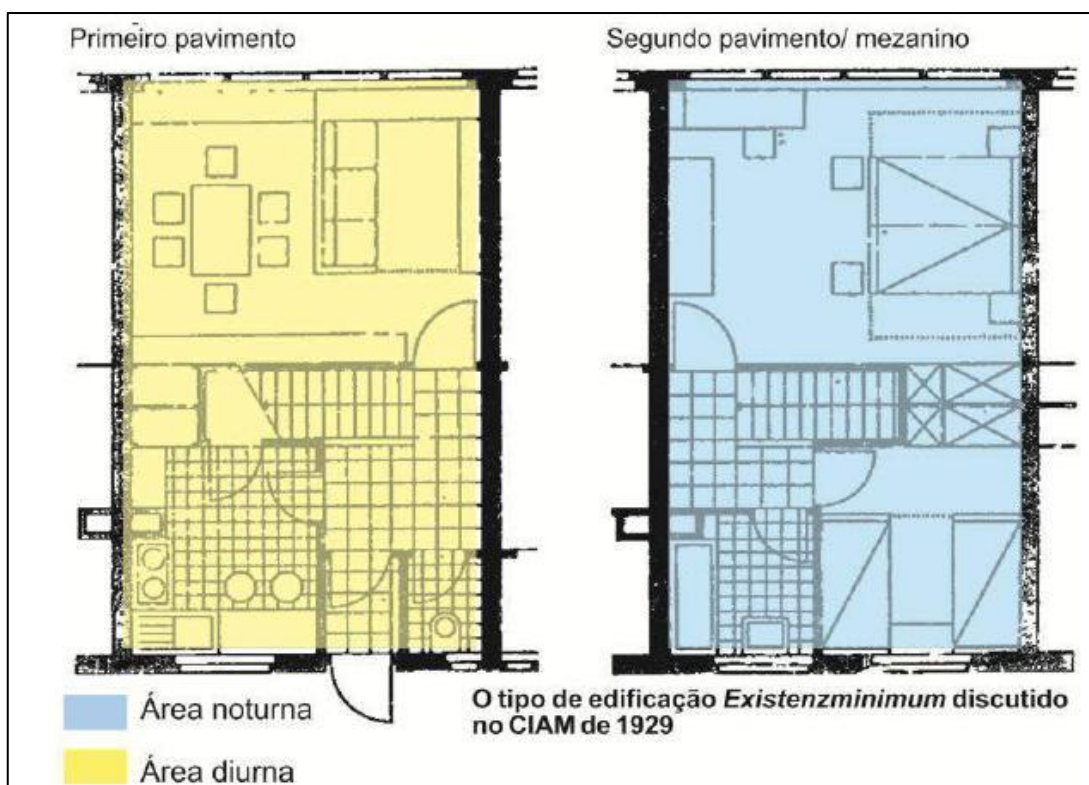 Primeiro pavimento
Segundo pavimento/ mezanino
Área noturna
Área diurna
O tipo de edificação Existenzminimum discutido
no CIAM de 1929